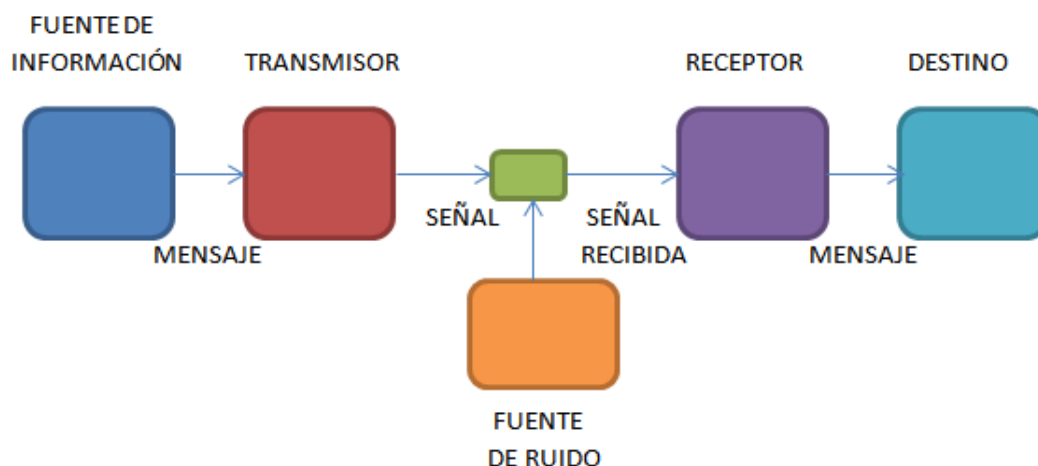 FUENTE DE
INFORMACIÓN
TRANSMISOR
RECEPTOR
DESTINO
MENSAJE
SEÑAL
SEÑAL
RECIBIDA
MENSAJE
FUENTE
DE RUIDO